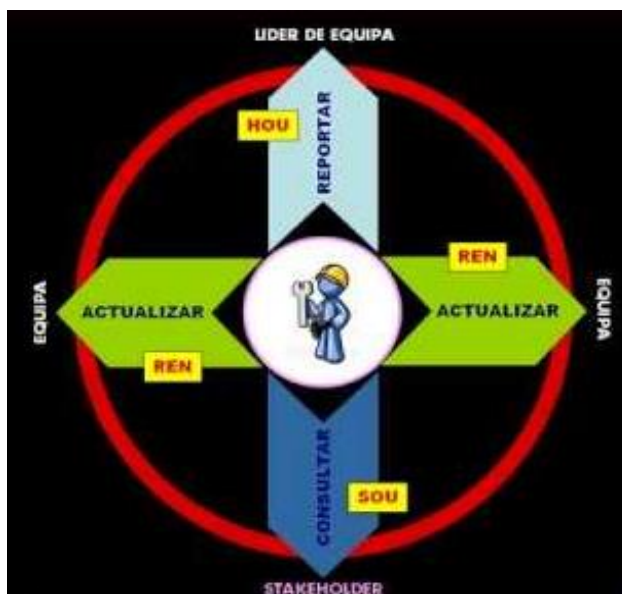 LIDER DE EQUIPA
HOU
REPORTAR
REN
EQUIPA
ACTUALIZAR
ACTUALIZAR
EQUIPA
REN
CONSULTAR
SOU
STAKEHOLDER